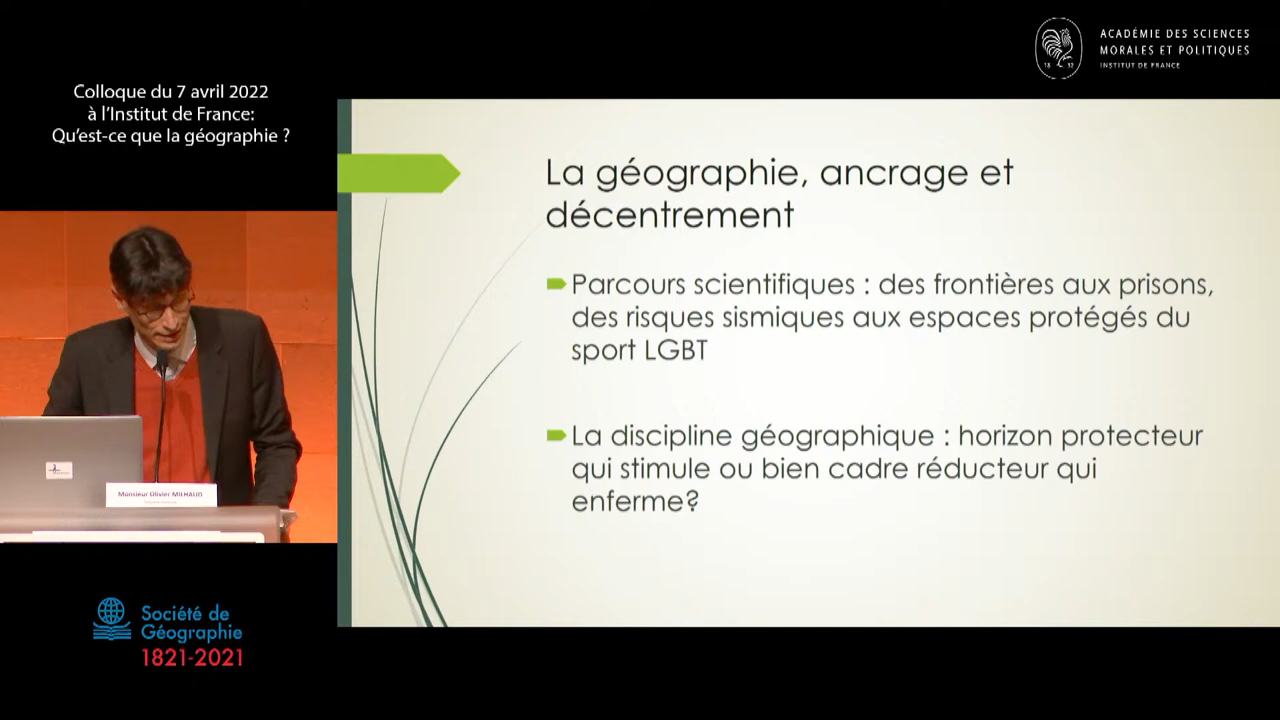 ACADÉMIE DES SCIENCES
MORALES ET POLITIQUES
INSTITUT DE FRANCE
18 32
Colloque du 7 avril 2022
à l'Institut de France:
Qu'est-ce que la géographie ?
La géographie, ancrage et
décentrement
Parcours scientifiques : des frontières aux prisons,
des risques sismiques aux espaces protégés du
sport LGBT
La discipline géographique : horizon protecteur
qui stimule ou bien cadre réducteur qui
enferme?
Monsieur Olivier MILHAUD
Société de
Géographie
1821-2021